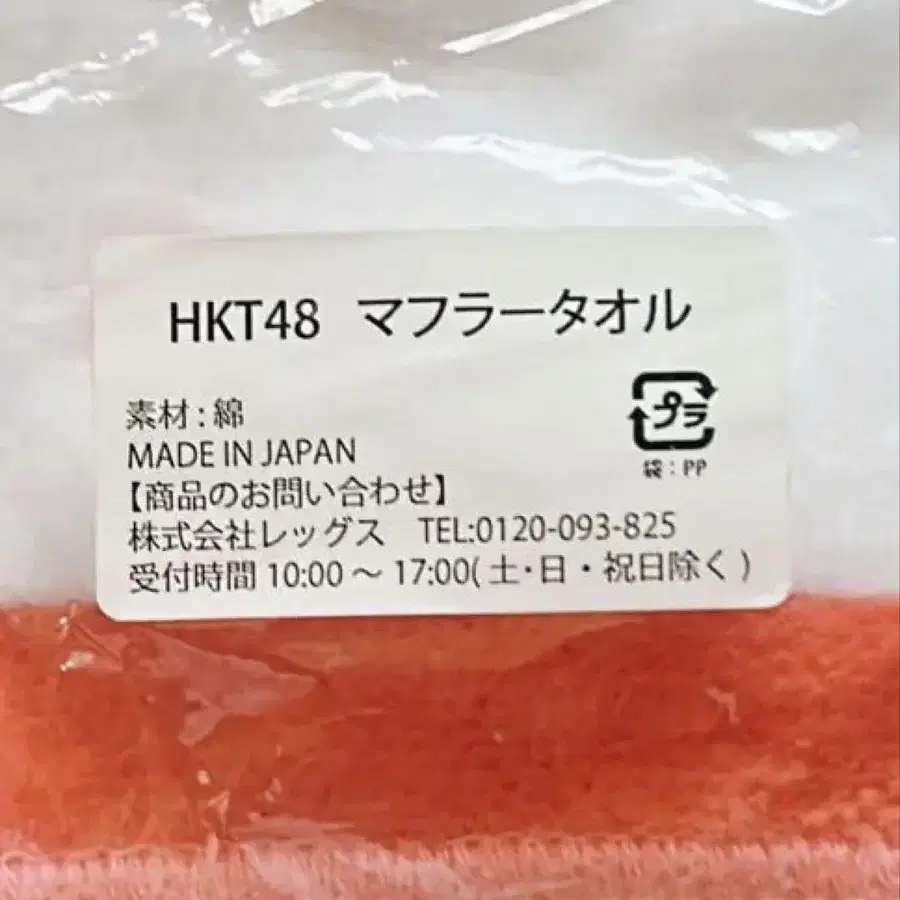 HKT48 マフラータオル
素材:綿
プラ
MADE IN JAPAN
袋:PP
【商品のお問い合わせ】
株式会社レッグス TEL:0120-093-825
受付時間 10:00 〜 17:00( 土・日・祝日除く )